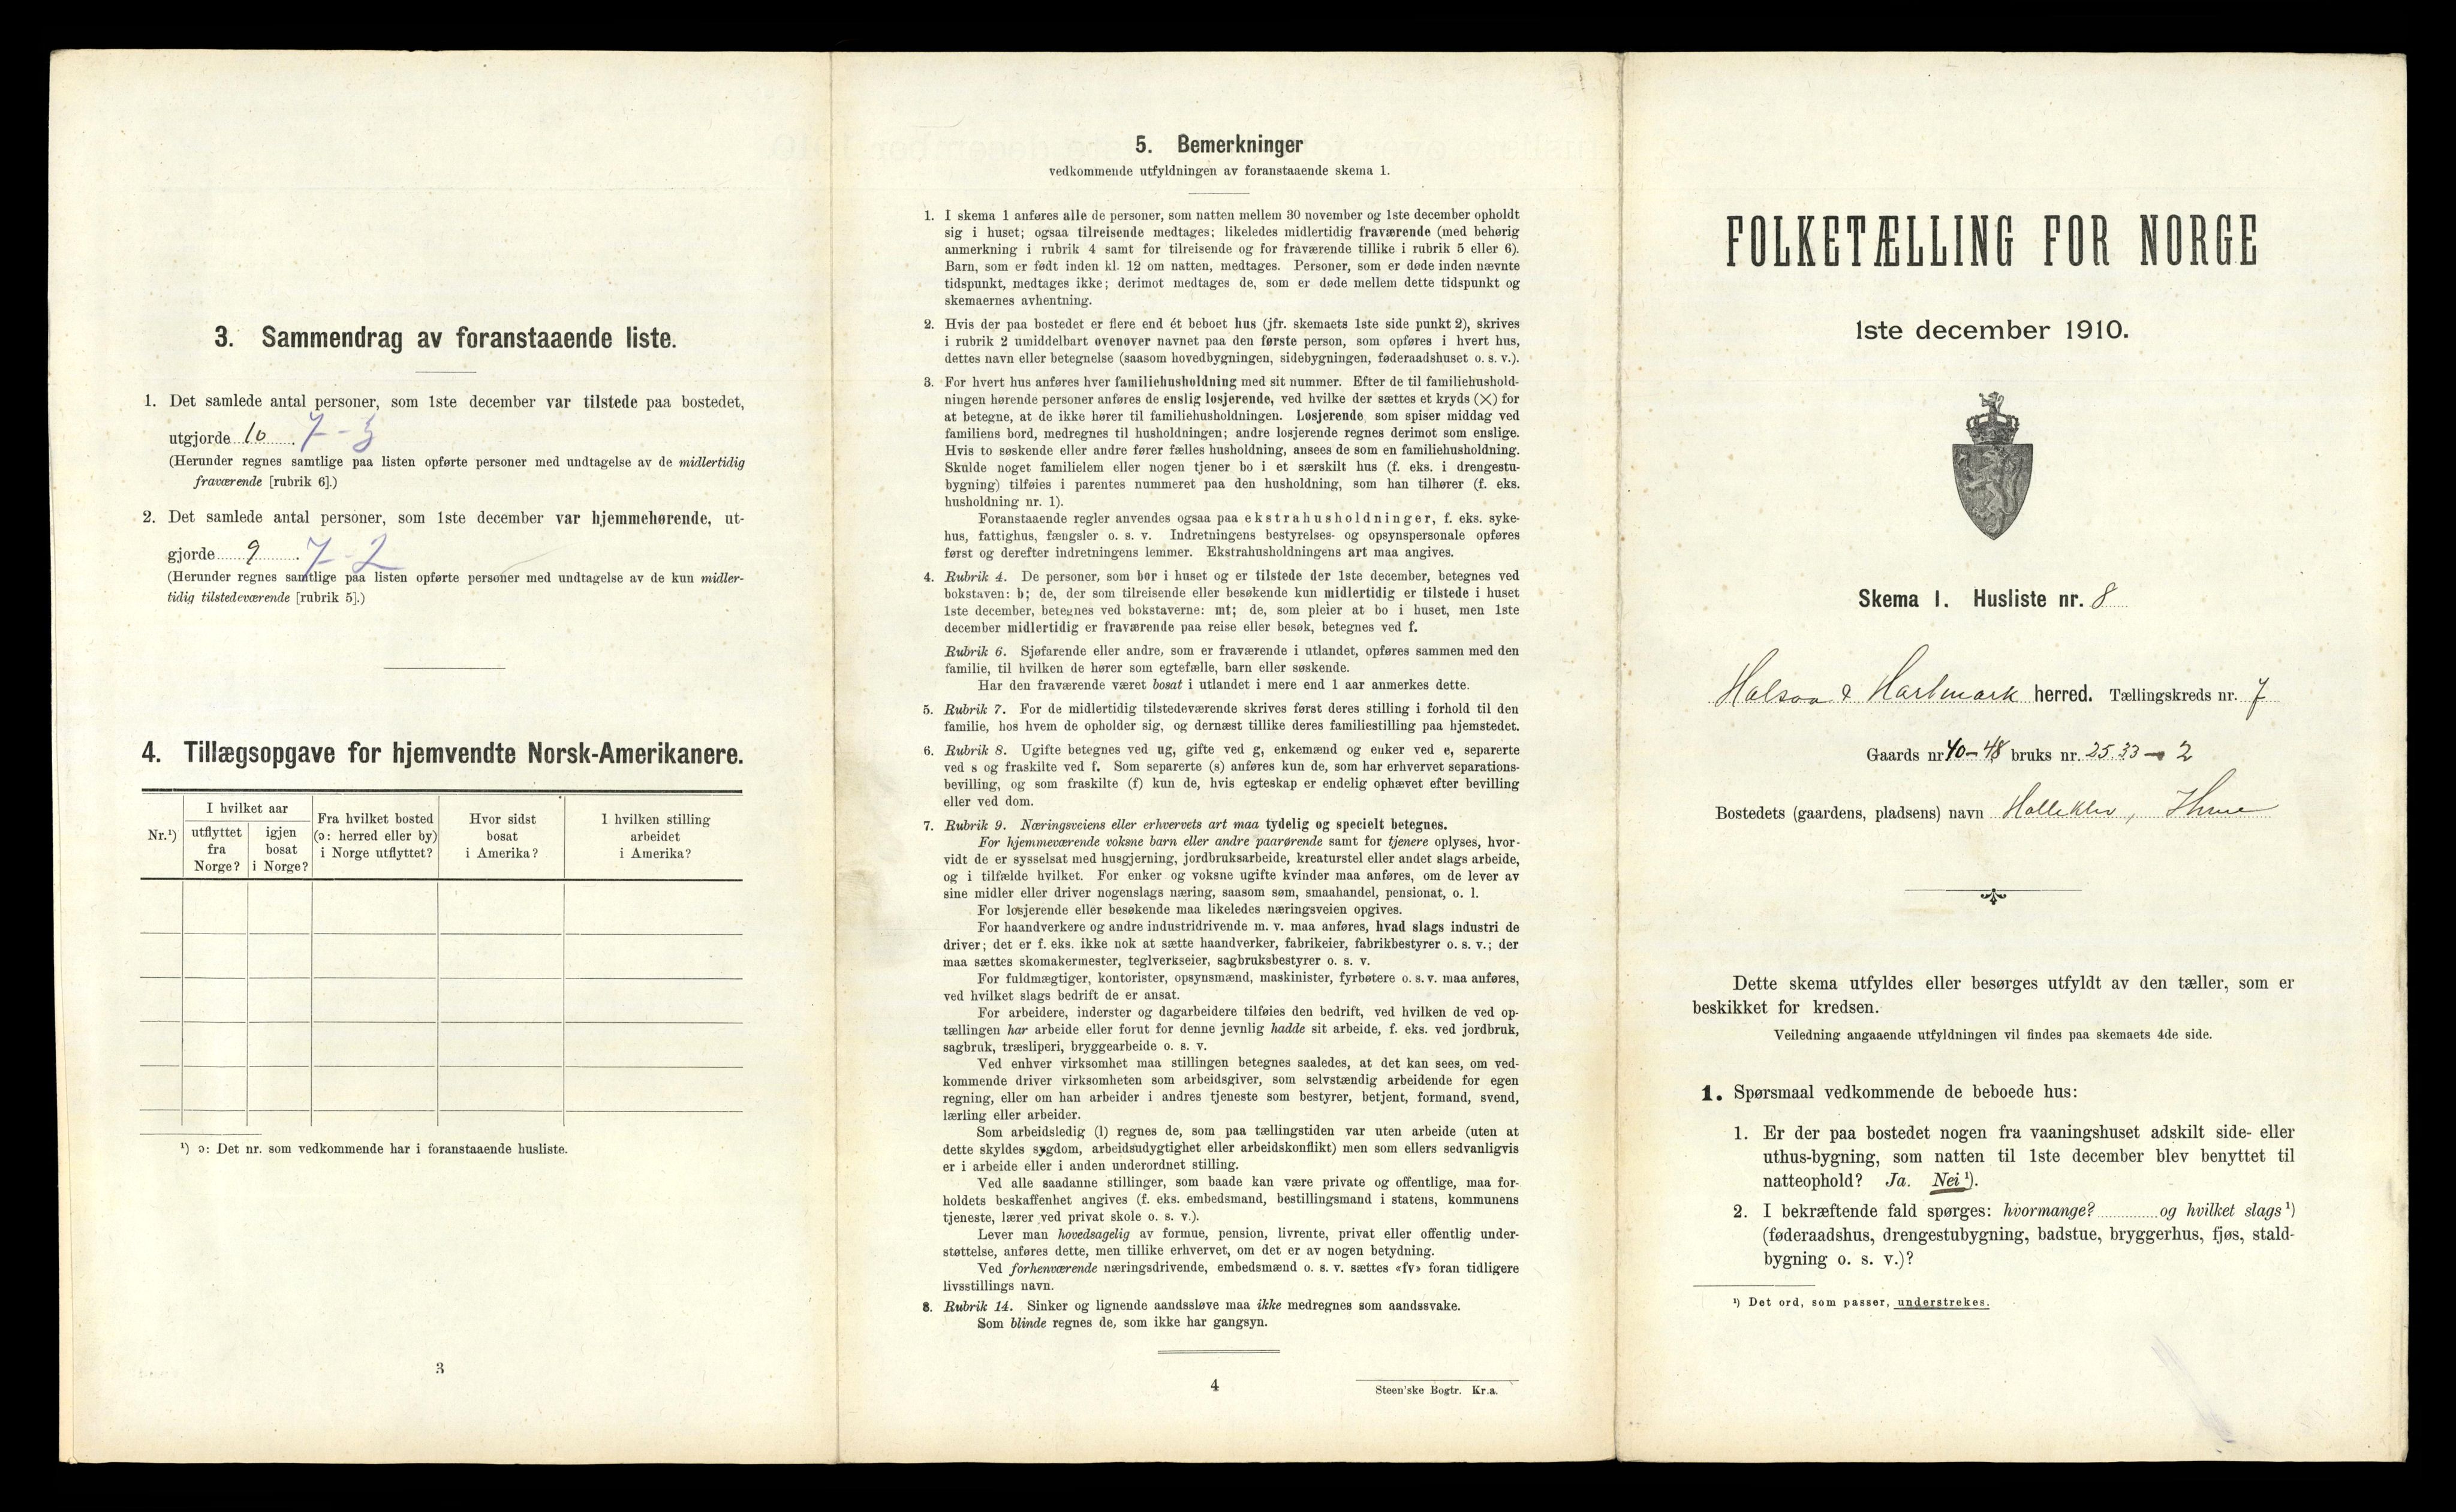 3. Sammendrag av foranstaaende liste.
1. Det samlede antal personer, som 1ste december var tilstede paa bostedet,
utgjorde 10 . 7-3
(Herunder regnes samtlige paa listen opførte personer med undtagelse av de midlertidig
fraværende [rubrik 6].)
2. Det samlede antal personer, som 1ste december var hjemmehørende, ut-
gjorde 9 . 7-2
(Herunder regnes samtlige paa listen opførte personer med undtagelse av de kun midler-
tidig tilstedeværende [rubrik 5].)
4. Tillægsopgave for hjemvendte Norsk-Amerikanere.
Nr.¹)
I hvilket aar
utflyttet fra Norge?
igjen bosat i Norge?
Fra hvilket bosted (ɔ: herred eller by) i Norge utflyttet?
Hvor sidst bosat i Amerika?
I hvilken stilling arbeidet i Amerika?
¹) ɔ: Det nr. som vedkommende har i foranstaaende husliste.
3
5. Bemerkninger
vedkommende utfyldningen av foranstaaende skema 1.
1. I skema 1 anføres alle de personer, som natten mellem 30 november og 1ste december opholdt
sig i huset; ogsaa tilreisende medtages; likeledes midlertidig fraværende (med behørig
anmerkning i rubrik 4 samt for tilreisende og for fraværende tillike i rubrik 5 eller 6).
Barn, som er født inden kl. 12 om natten, medtages. Personer, som er døde inden nævnte
tidspunkt, medtages ikke; derimot medtages de, som er døde mellem dette tidspunkt og
skemaernes avhentning.
2. Hvis der paa bostedet er flere end ét beboet hus (jfr. skemaets 1ste side punkt 2), skrives
i rubrik 2 umiddelbart ovenover navnet paa den første person, som opføres i hvert hus,
dettes navn eller betegnelse (saasom hovedbygningen, sidebygningen, føderaadshuset o. s. v.).
3. For hvert hus anføres hver familiehusholdning med sit nummer. Efter de til familiehushold-
ningen hørende personer anføres de enslig losjerende, ved hvilke der sættes et kryds (×) for
at betegne, at de ikke hører til familiehusholdningen. Losjerende, som spiser middag ved
familiens bord, medregnes til husholdningen; andre losjerende regnes derimot som enslige.
Hvis to søskende eller andre fører fælles husholdning, ansees de som en familiehusholdning.
Skulde noget familielem eller nogen tjener bo i et særskilt hus (f. eks. i drengestu-
bygning) tilføies i parentes nummeret paa den husholdning, som han tilhører (f. eks.
husholdning nr. 1).
Foranstaaende regler anvendes ogsaa paa ekstrahusholdninger, f. eks. syke-
hus, fattighus, fængsler o. s. v. Indretningens bestyrelses- og opsynspersonale opføres
først og derefter indretningens lemmer. Ekstrahusholdningens art maa angives.
4. Rubrik 4. De personer, som bor i huset og er tilstede der 1ste december, betegnes ved
bokstaven: b; de, der som tilreisende eller besøkende kun midlertidig er tilstede i huset
1ste december, betegnes ved bokstaverne: mt; de, som pleier at bo i huset, men 1ste
december midlertidig er fraværende paa reise eller besøk, betegnes ved f.
Rubrik 6. Sjøfarende eller andre, som er fraværende i utlandet, opføres sammen med den
familie, til hvilken de hører som egtefælle, barn eller søskende.
Har den fraværende været bosat i utlandet i mere end 1 aar anmerkes dette.
5. Rubrik 7. For de midlertidig tilstedeværende skrives først deres stilling i forhold til den
familie, hos hvem de opholder sig, og dernæst tillike deres familiestilling paa hjemstedet.
6. Rubrik 8. Ugifte betegnes ved ug, gifte ved g, enkemænd og enker ved e, separerte
ved s og fraskilte ved f. Som separerte (s) anføres kun de, som har erhvervet separations-
bevilling, og som fraskilte (f) kun de, hvis egteskap er endelig ophævet efter bevilling
eller ved dom.
7. Rubrik 9. Næringsveiens eller erhvervets art maa tydelig og specielt betegnes.
For hjemmeværende voksne barn eller andre paarørende samt for tjenere oplyses, hvor-
vidt de er sysselsat med husgjerning, jordbruksarbeide, kreaturstel eller andet slags arbeide,
og i tilfælde hvilket. For enker og voksne ugifte kvinder maa anføres, om de lever av
sine midler eller driver nogenslags næring, saasom søm, smaahandel, pensionat, o. l.
For losjerende eller besøkende maa likeledes næringsveien opgives.
For haandverkere og andre industridrivende m. v. maa anføres, hvad slags industri de
driver; det er f. eks. ikke nok at sætte haandverker, fabrikeier, fabrikbestyrer o. s. v.; der
maa sættes skomakermester, teglverkseier, sagbruksbestyrer o. s. v.
For fuldmægtiger, kontorister, opsynsmænd, maskinister, fyrbøtere o. s. v. maa anføres,
ved hvilket slags bedrift de er ansat.
For arbeidere, inderster og dagarbeidere tilføies den bedrift, ved hvilken de ved op-
tællingen har arbeide eller forut for denne jevnlig hadde sit arbeide, f. eks. ved jordbruk,
sagbruk, træsliperi, bryggearbeide o. s. v.
Ved enhver virksomhet maa stillingen betegnes saaledes, at det kan sees, om ved-
kommende driver virksomheten som arbeidsgiver, som selvstændig arbeidende for egen
regning, eller om han arbeider i andres tjeneste som bestyrer, betjent, formand, svend,
lærling eller arbeider.
Som arbeidsledig (l) regnes de, som paa tællingstiden var uten arbeide (uten at
dette skyldes sygdom, arbeidsudygtighet eller arbeidskonflikt) men som ellers sedvanligvis
er i arbeide eller i anden underordnet stilling.
Ved alle saadanne stillinger, som baade kan være private og offentlige, maa for-
holdets beskaffenhet angives (f. eks. embedsmand, bestillingsmand i statens, kommunens
tjeneste, lærer ved privat skole o. s. v.).
Lever man hovedsagelig av formue, pension, livrente, privat eller offentlig under-
støttelse, anføres dette, men tillike erhvervet, om det er av nogen betydning.
Ved forhenværende næringsdrivende, embedsmænd o. s. v. sættes «fv» foran tidligere
livsstillings navn.
8. Rubrik 14. Sinker og lignende aandssløve maa ikke medregnes som aandssvake.
Som blinde regnes de, som ikke har gangsyn.
4
Steen'ske Bogtr. Kr.a.
FOLKETÆLLING FOR NORGE
1ste december 1910.
Skema 1. Husliste nr. 8
Halsaa & Hartmark herred. Tællingskreds nr. 7
Gaards nr 40-48 bruks nr. 25.33 - 2
Bostedets (gaardens, pladsens) navn Holleklev,
Dette skema utfyldes eller besørges utfyldt av den tæller, som er
beskikket for kredsen.
Veiledning angaaende utfyldningen vil findes paa skemaets 4de side.
1. Spørsmaal vedkommende de beboede hus:
1. Er der paa bostedet nogen fra vaaningshuset adskilt side- eller
uthus-bygning, som natten til 1ste december blev benyttet til
natteophold? Ja. Nei ¹).
2. I bekræftende fald spørges: hvormange? og hvilket slags ¹)
(føderaadshus, drengestubygning, badstue, bryggerhus, fjøs, stald-
bygning o. s. v.)?
¹) Det ord, som passer, understrekes.